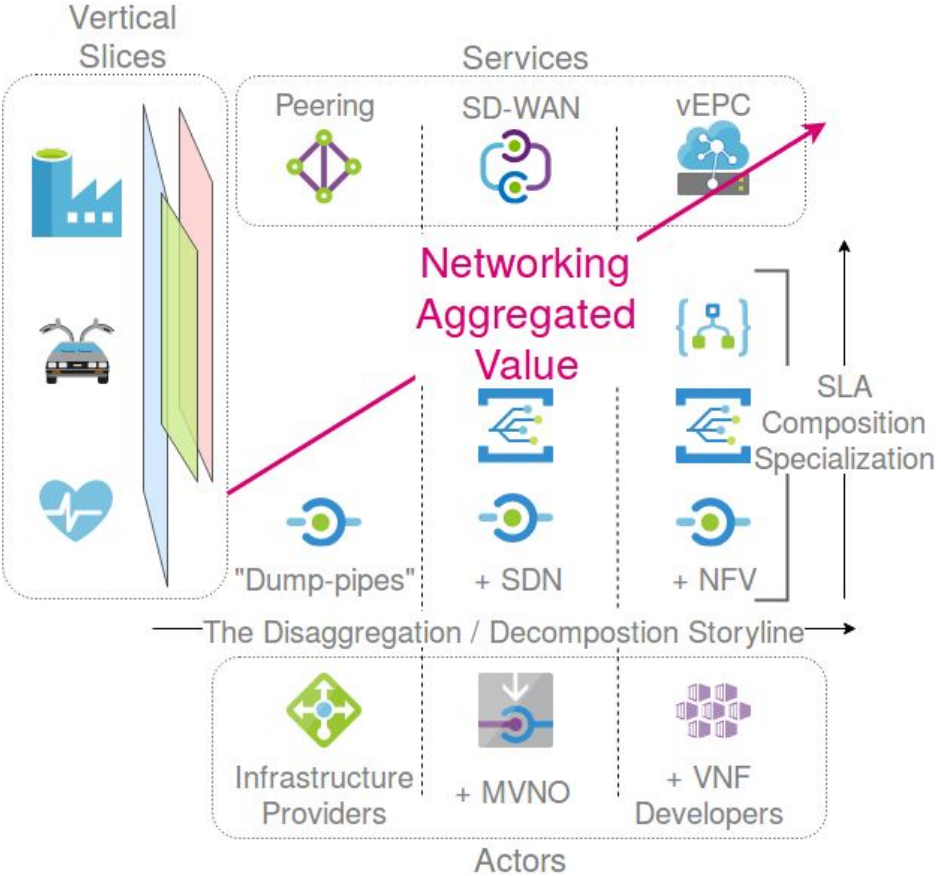 Vertical
Slices
Services
Peering
SD-WAN
vEPC
Networking
Aggregated
Value
SLA
Composition
Specialization
"Dump-pipes"
+ SDN
+ NFV
The Disaggregation / Decompostion Storyline
Infrastructure
Providers
+ MVNO
+ VNF
Developers
Actors